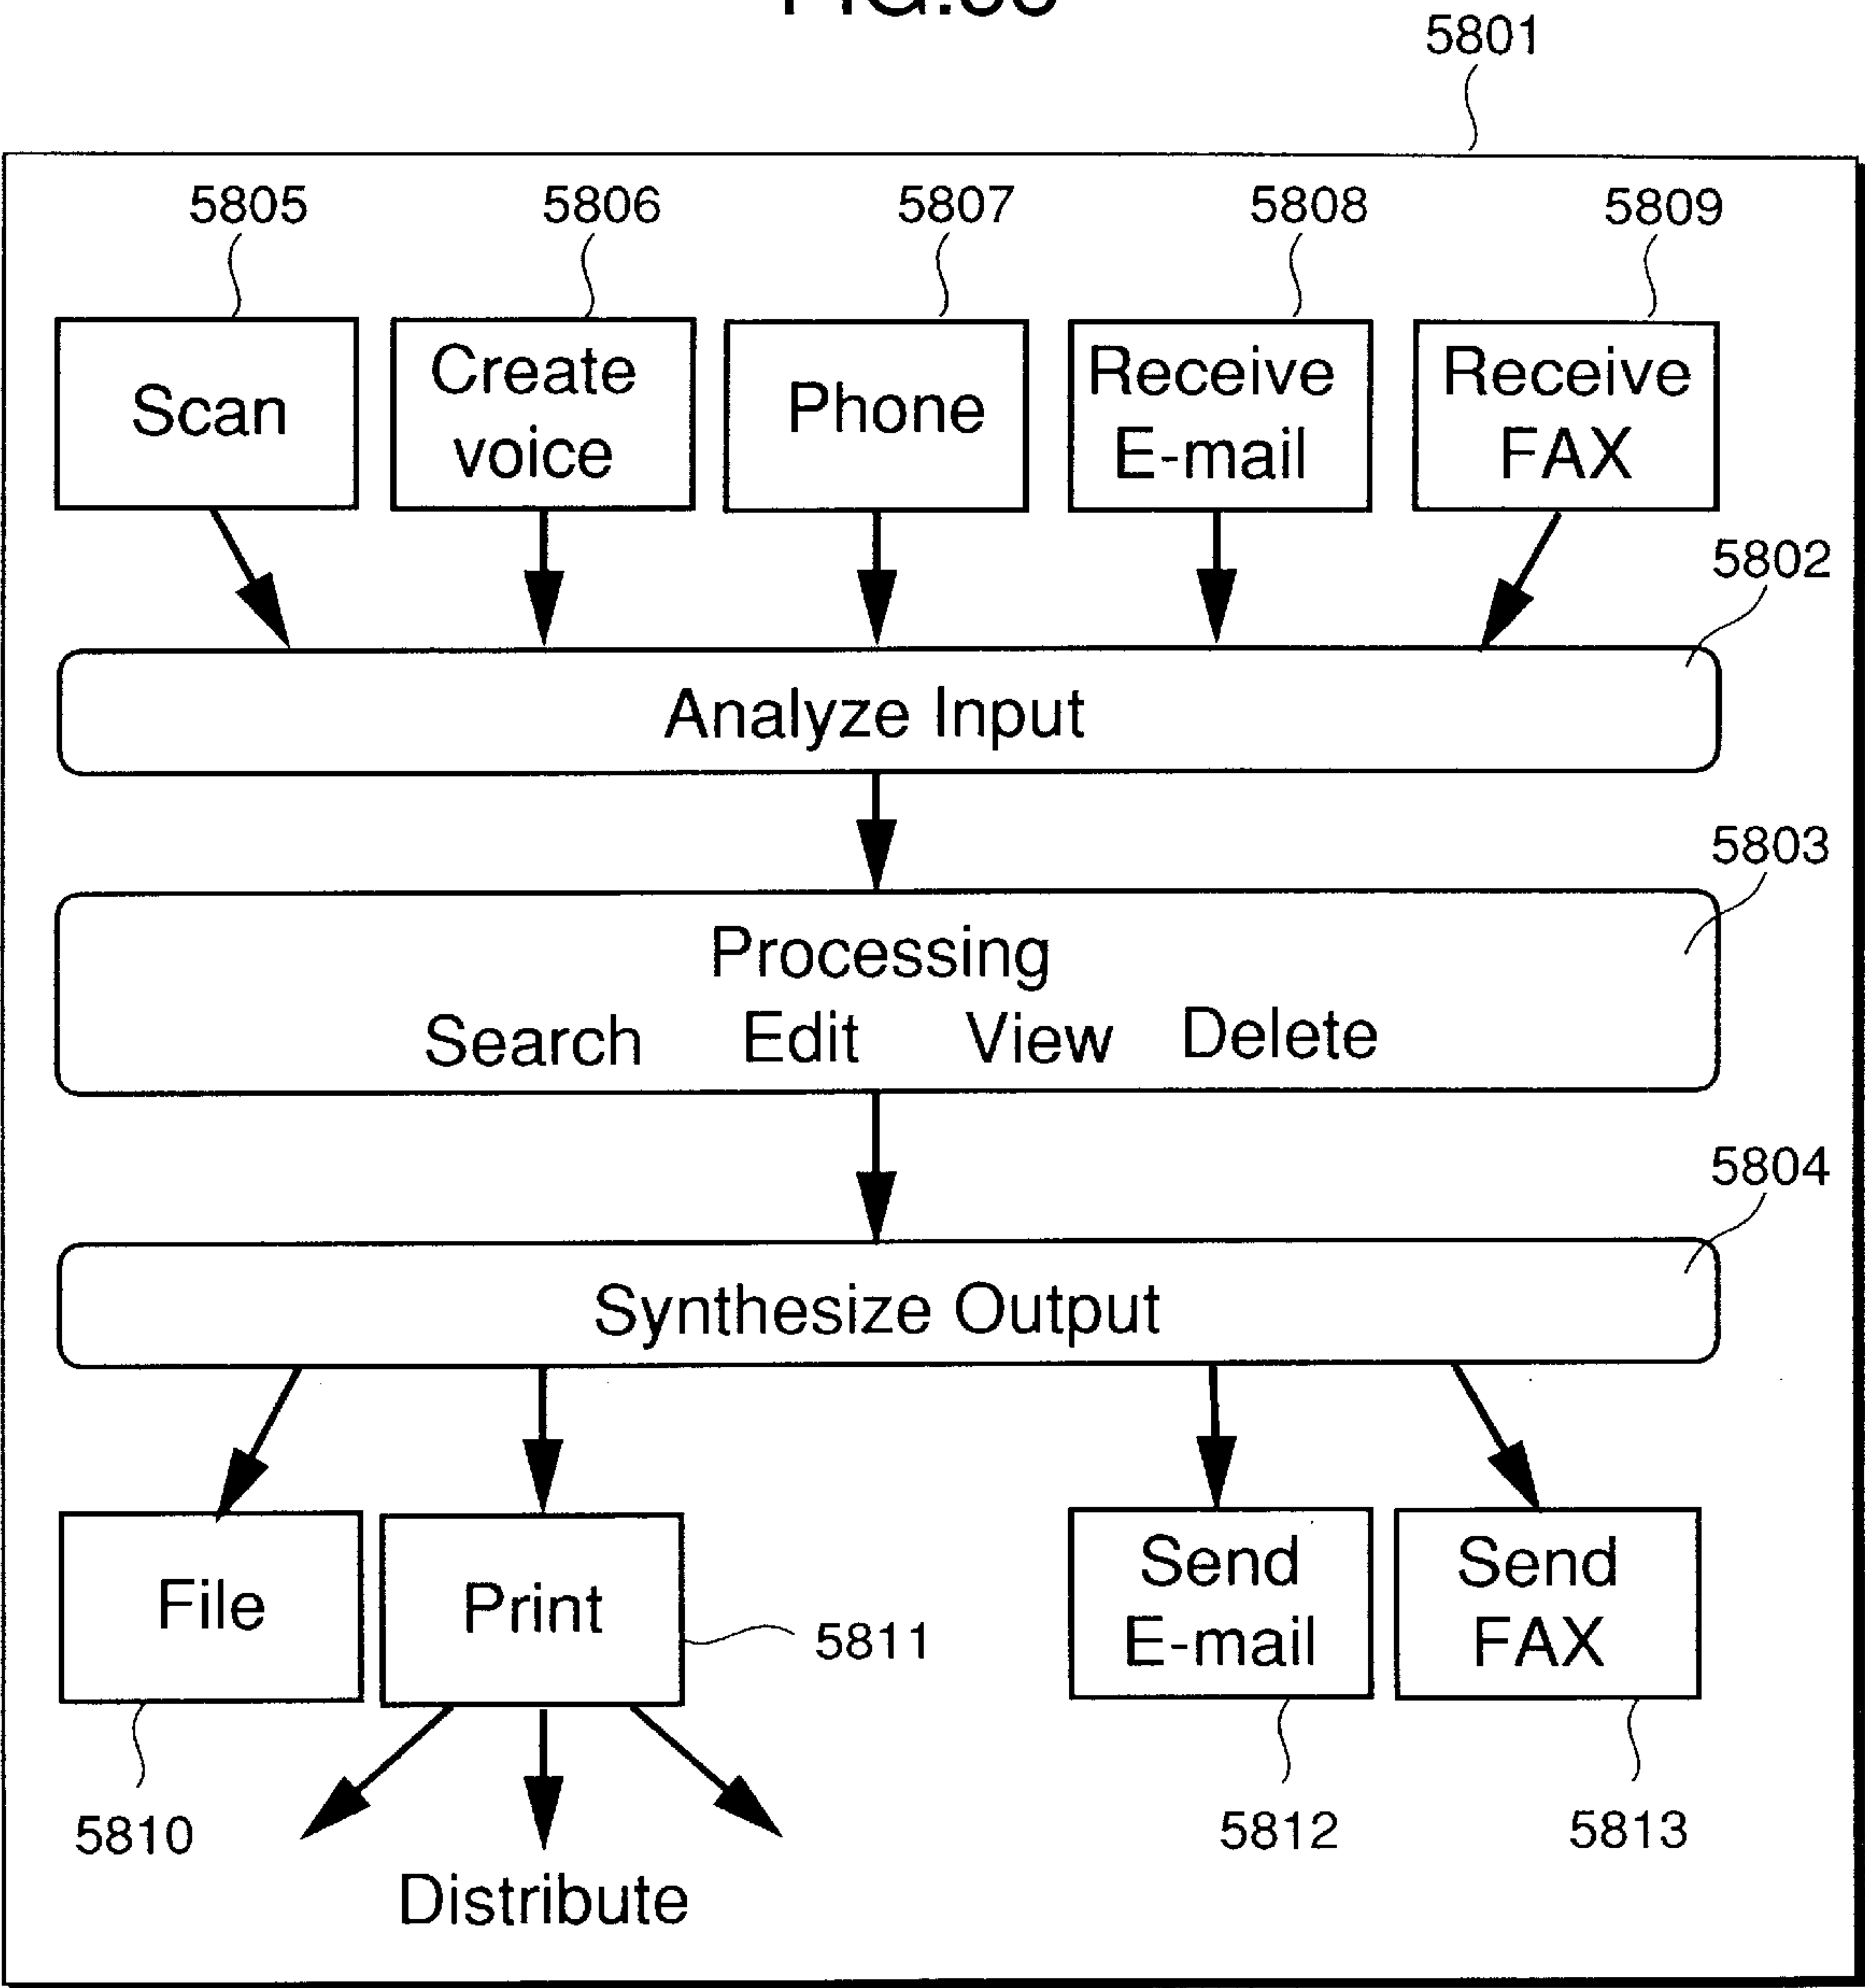 5801
5805 5806 5807 5808 5809
Scan
Create
voice
Phone
Receive
E-mail
Receive
FAX
5802
Analyze Input
5803
Processing
Search Edit View Delete
5804
Synthesize Output
File
Print
5811
Send
E-mail
Send
FAX
5810
5812
5813
Distribute